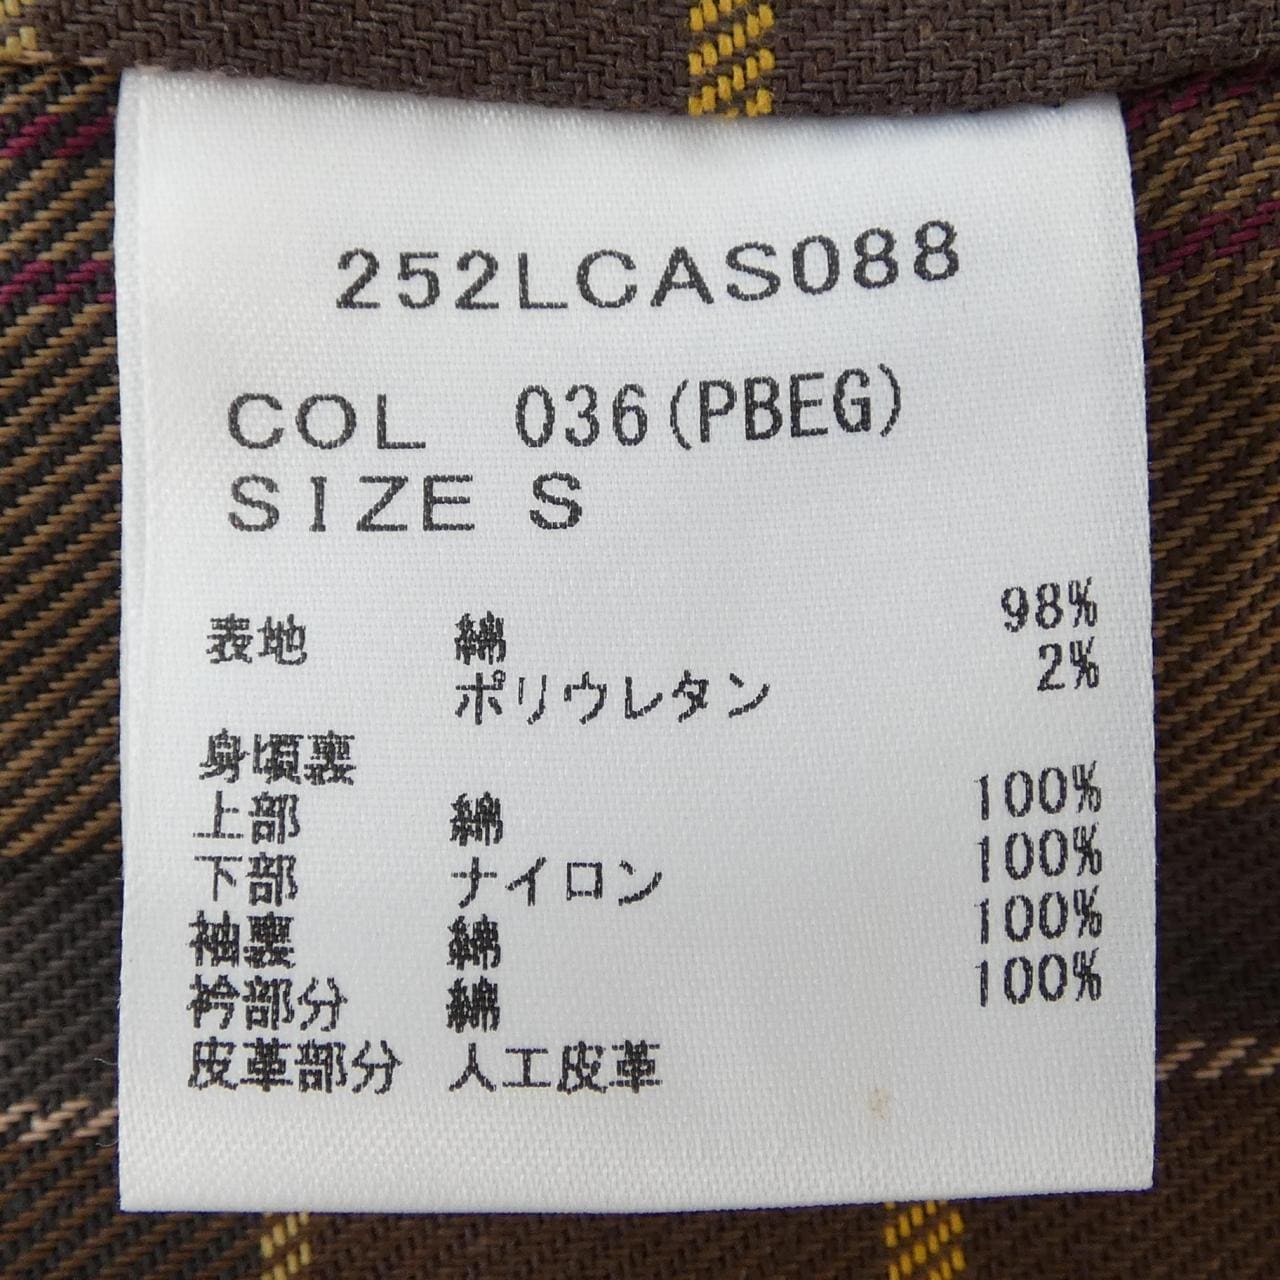 252LCAS088
COL 036(PBEG)
SIZE S
表地 綿 98%
ポリウレタン 2%
身頃裏
上部 綿 100%
下部 ナイロン 100%
袖裏 綿 100%
衿部分 綿 100%
皮革部分 人工皮革